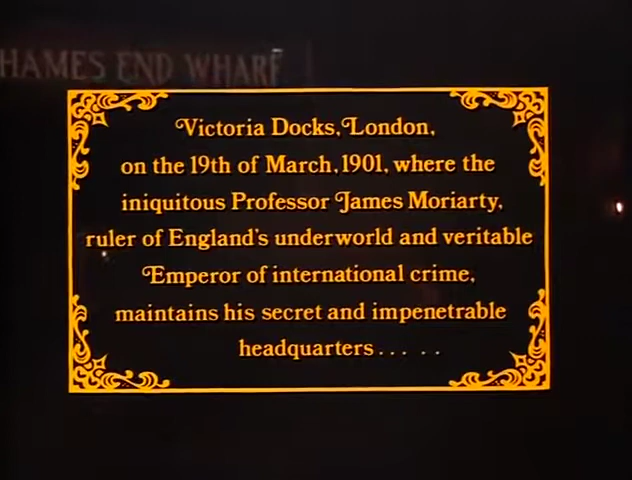 HAMES END WHARF
Victoria Docks, London,
on the 19th of March, 1901, where the
iniquitous Professor James Moriarty,
ruler of England's underworld and veritable
Emperor of international crime,
maintains his secret and impenetrable
headquarters . . . . .